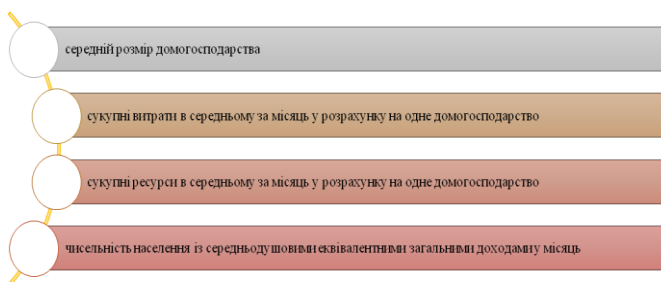 середній розмір домогосподарства
сукупні витрати в середньому за місяць у розрахунку на одне домогосподарство
сукупні ресурси в середньому за місяць у розрахунку на одне домогосподарство
чисельність населення із середньодушовими еквівалентними загальними доходами у місяць